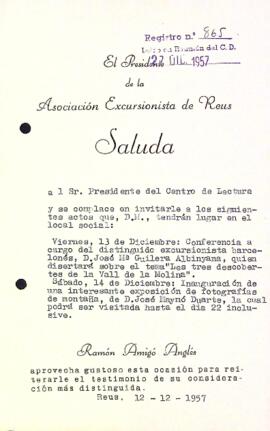 Registro n.º 865
El Presidente
27 DIC. 1957
de la
Asociación Excursionista de Reus
Saluda
a l Sr. Presidente del Centro de Lectura
y se complace en invitarle a los siguien-
tes actos que, D.M., tendrán lugar en el
local social:
Viernes, 13 de Diciembre: Conferencia a
cargo del distinguido excursionista barce-
lonés, D.José Mª Guilera Albinyana, quien
disertará sobre el tema "Les tres descober-
tes de la Vall de la Molina".
Sábado, 14 de Diciembre: Inauguración de
una interesante exposición de fotografías
de montaña, de D.José Maynó Duarte, la cual
podrá ser visitada hasta el día 22 inclu-
sive.
Ramón Amigó Anglés
aprovecha gustoso esta ocasión para rei-
terarle el testimonio de su considera-
ción más distinguida.
Reus, 12 -12 - 1957